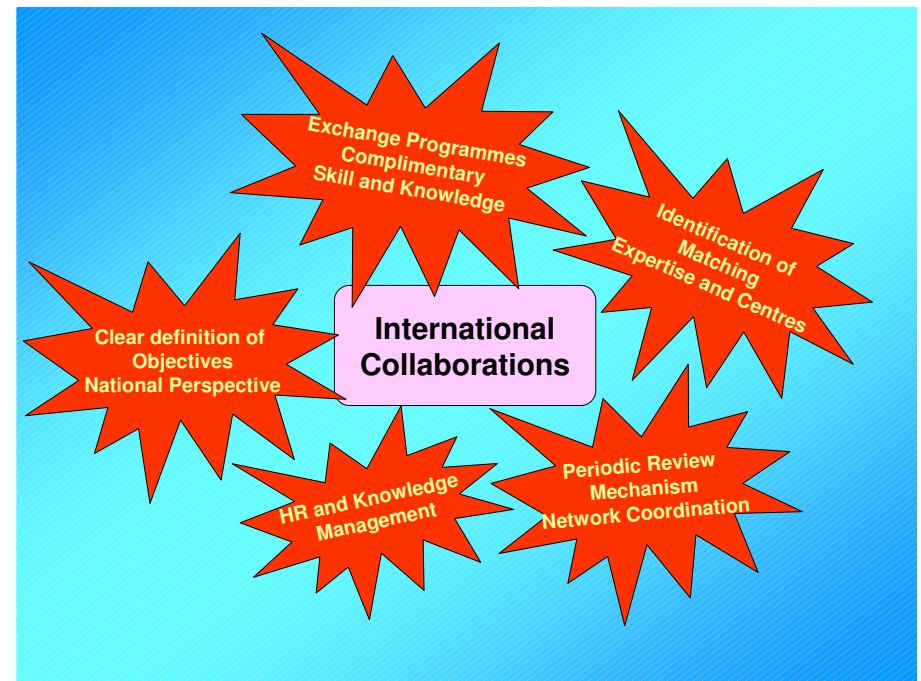 Exchange Programmes
Complimentary
Skill and Knowledge
Identification of
Matching
Expertise and Centres
International
Collaborations
Clear definition of
Objectives
National Perspective
HR and Knowledge
Management
Periodic Review
Mechanism
Network Coordination